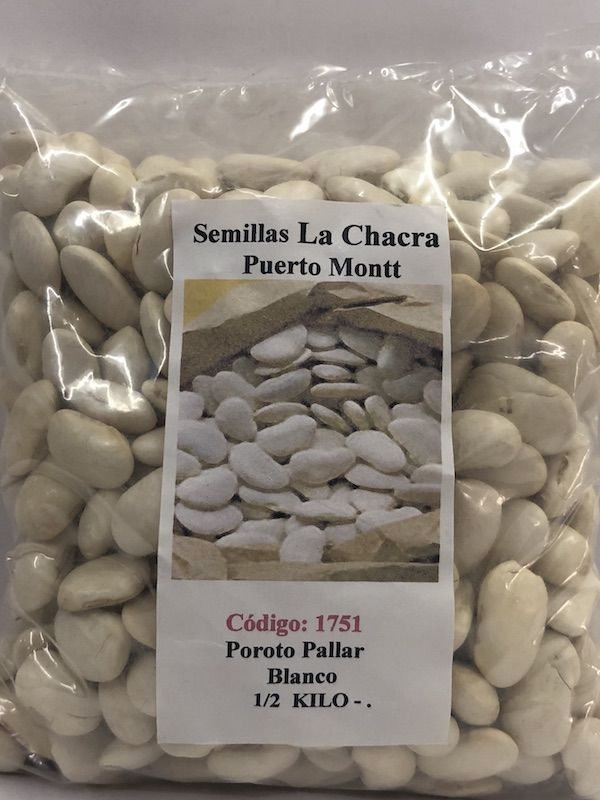 Semillas La Chacra
Puerto Montt
Código: 1751
Poroto Pallar
Blanco
1/2 KILO - .